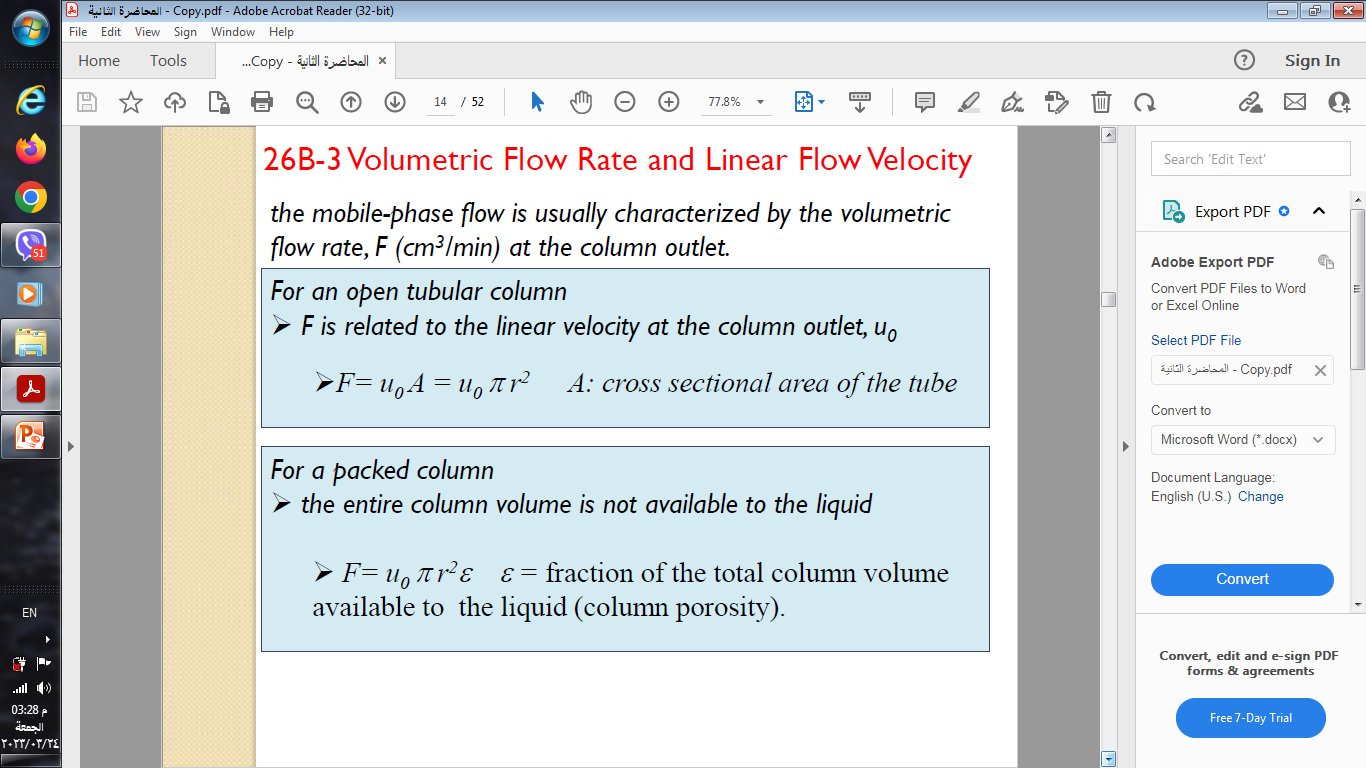 المحاضرة الثانية - Copy.pdf - Adobe Acrobat Reader (32-bit)
File Edit View Sign Window Help
Home Tools المحاضرة الثانية - Copy... × ? Sign In
14 / 52 77.8%
26B-3 Volumetric Flow Rate and Linear Flow Velocity
the mobile-phase flow is usually characterized by the volumetric
flow rate, F (cm³/min) at the column outlet.
For an open tubular column
➢ F is related to the linear velocity at the column outlet, u₀
➢F= u₀ A = u₀ π r² A: cross sectional area of the tube
For a packed column
➢ the entire column volume is not available to the liquid
➢ F= u₀ π r²ε ε = fraction of the total column volume
available to the liquid (column porosity).
Search 'Edit Text'
Export PDF
Adobe Export PDF
Convert PDF Files to Word
or Excel Online
Select PDF File
المحاضرة الثانية - Copy.pdf
Convert to
Microsoft Word (*.docx)
Document Language:
English (U.S.) Change
Convert
Convert, edit and e-sign PDF
forms & agreements
Free 7-Day Trial
51
EN
03:28 م
الجمعة
٢٠٢٣/٠٣/٢٤